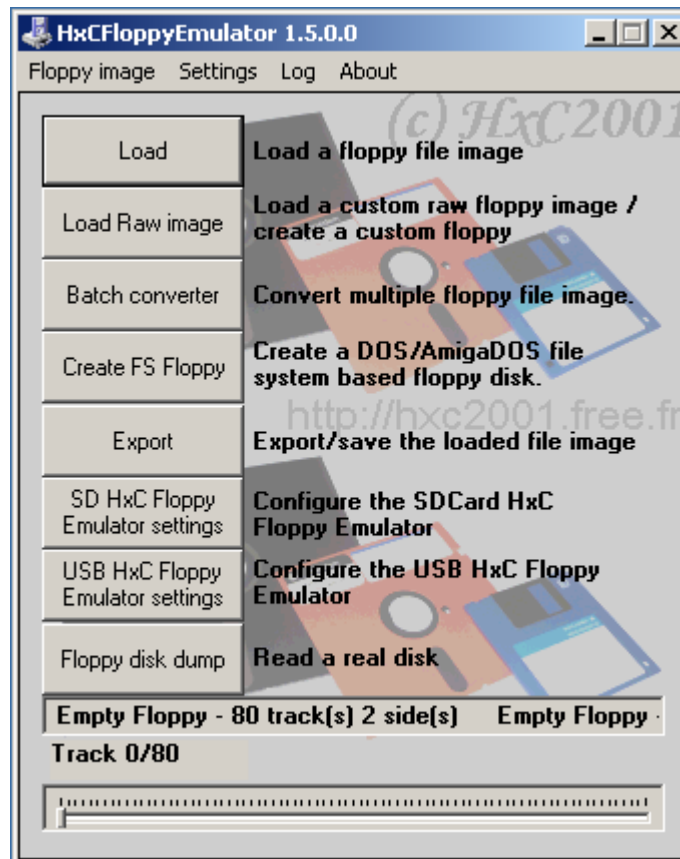 HxCFloppyEmulator 1.5.0.0
Floppy image Settings Log About
(c) HxC2001
Load
Load a floppy file image
Load Raw image
Load a custom raw floppy image /
create a custom floppy
Batch converter
Convert multiple floppy file image.
Create FS Floppy
Create a DOS/AmigaDOS file
system based floppy disk.
http://hxc2001.free.fr
Export
Export/save the loaded file image
SD HxC Floppy
Emulator settings
Configure the SDCard HxC
Floppy Emulator
USB HxC Floppy
Emulator settings
Configure the USB HxC Floppy
Emulator
Floppy disk dump
Read a real disk
Empty Floppy - 80 track(s) 2 side(s) Empty Floppy -
Track 0/80